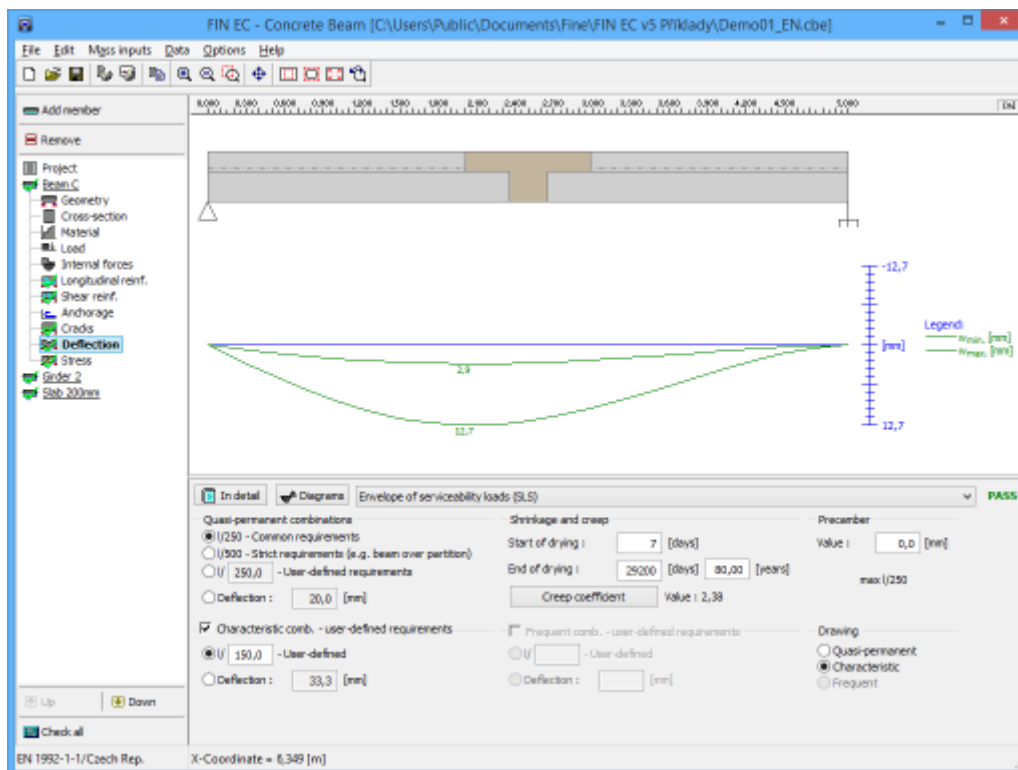 FIN EC - Concrete Beam [C:\Users\Public\Documents\Fine\FIN EC v5 Příklady\Demo01_EN.cbe]
File Edit Mass inputs Data Options Help
Add member
Remove
Project
Beam C
Geometry
Cross-section
Material
Load
Internal forces
Longitudinal reinf.
Shear reinf.
Anchorage
Cracks
Deflection
Stress
Girder 2
Slab 200mm
Up Down
Check all
2,9
12,7
-12,7
[mm]
12,7
Legend:
wmin. [mm]
wmax. [mm]
In detail Diagrams Envelope of serviceability loads (SLS) PASS
Quasi-permanent combinations Shrinkage and creep Precamber
l/250 - Common requirements
Start of drying : 7 [days] Value : 0,0 [mm]
l/500 - Strict requirements (e.g. beam over partition)
End of drying : 29200 [days] 80,00 [years]
l/ 250,0 - User-defined requirements
max l/250
Deflection : 20,0 [mm] Creep coefficient Value : 2,38
Characteristic comb. - user-defined requirements Frequent comb. - user-defined requirements Drawing
l/ 150,0 - User-defined l/ - User-defined Quasi-permanent
Characteristic
Deflection : 33,3 [mm] Deflection : [mm] Frequent
EN 1992-1-1/Czech Rep. X-Coordinate = 6,349 [m]